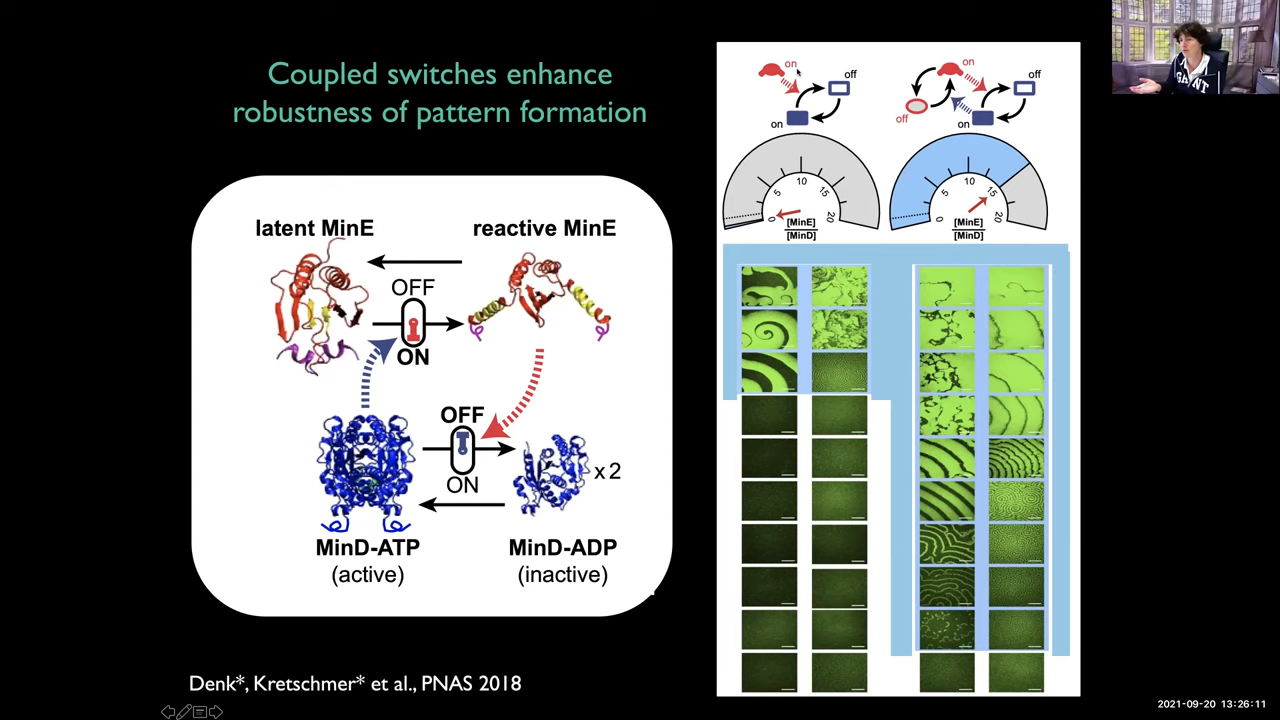 Coupled switches enhance
robustness of pattern formation
latent MinE
reactive MinE
OFF
ON
OFF
ON
x 2
MinD-ATP
(active)
MinD-ADP
(inactive)
Denk*, Kretschmer* et al., PNAS 2018
on
off
on
0
5
10
15
20
[MinE]
[MinD]
on
off
off
on
0
5
10
15
20
[MinE]
[MinD]
GANT
2021-09-20 13:26:11